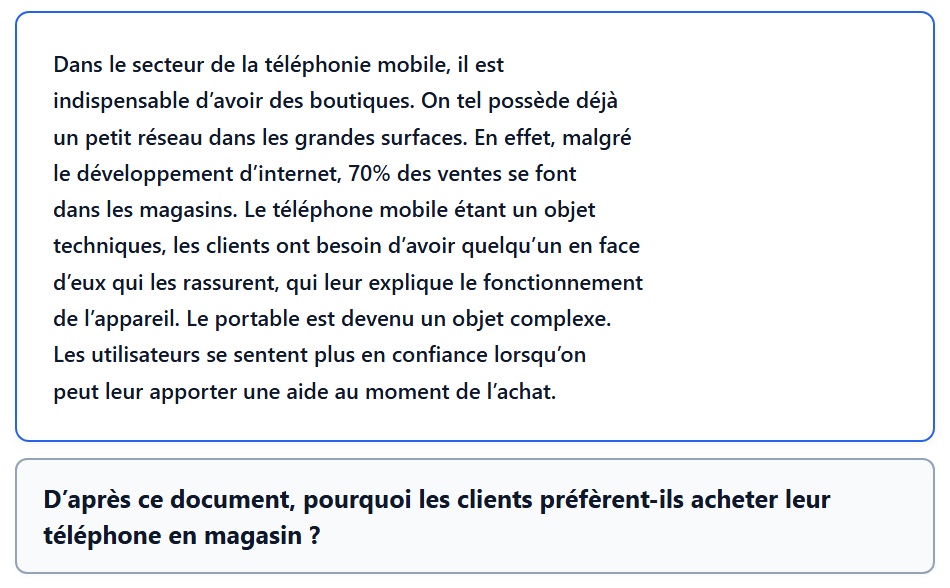 Dans le secteur de la téléphonie mobile, il est
indispensable d’avoir des boutiques. On tel possède déjà
un petit réseau dans les grandes surfaces. En effet, malgré
le développement d’internet, 70% des ventes se font
dans les magasins. Le téléphone mobile étant un objet
techniques, les clients ont besoin d’avoir quelqu’un en face
d’eux qui les rassurent, qui leur explique le fonctionnement
de l’appareil. Le portable est devenu un objet complexe.
Les utilisateurs se sentent plus en confiance lorsqu’on
peut leur apporter une aide au moment de l’achat.
D’après ce document, pourquoi les clients préfèrent-ils acheter leur
téléphone en magasin ?